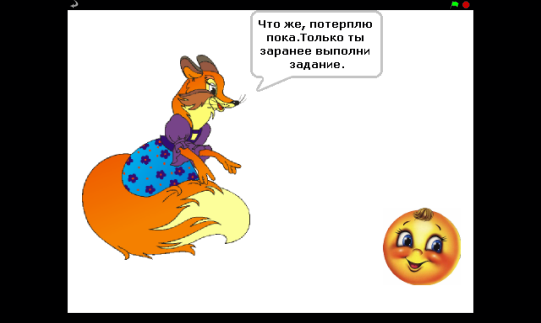 Что же, потерплю
пока.Только ты
заранее выполни
задание.